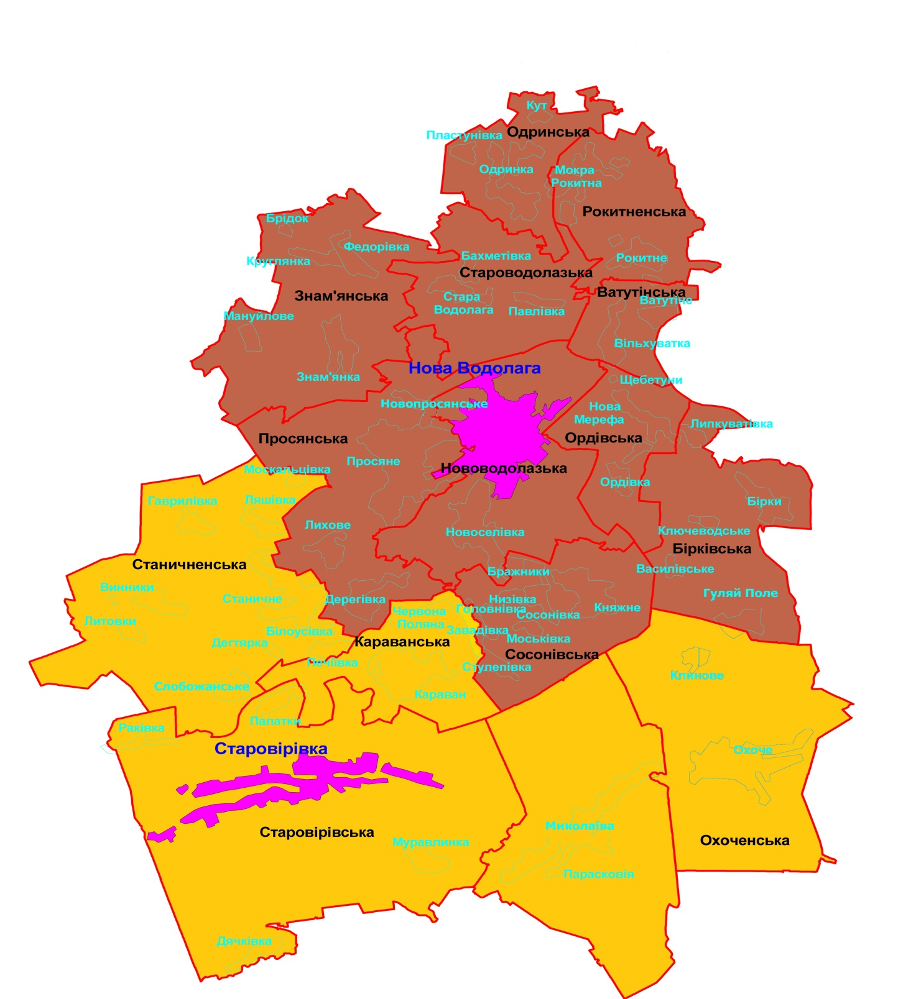 Кут
Одринська
Пластунівка
Одринка
Мокра
Рокитна
Рокитненська
Брідок
Федорівка
Круглянка
Бахметівка
Рокитне
Староводолазька
Знам'янська
Ватутінська
Стара
Водолага
Ватутіне
Павлівка
Мануйлове
Вільхуватка
Нова Водолага
Знам'янка
Щебетуни
Новопросянське
Нова
Мерефа
Липкуватівка
Просянська
Ордівська
Просяне
Нововодолазька
Москальцівка
Ордівка
Гаврилівка
Ляшівка
Бірки
Лихове
Новоселівка
Ключеводське
Бірківська
Станичненська
Бражники
Василівське
Винники
Гуляй Поле
Станичне
Дерегівка
Низівка
Княжне
Червона
Поляна
Головнівка
Сосонівка
Литовки
Білоусівка
Завадівка
Дегтярка
Караванська
Моськівка
Сосонівська
Печіївка
Стулепівка
Клинове
Слобожанське
Караван
Палатки
Раківка
Старовірівка
Охоче
Миколаїва
Старовірівська
Муравлинка
Охоченська
Парасковія
Дячківка